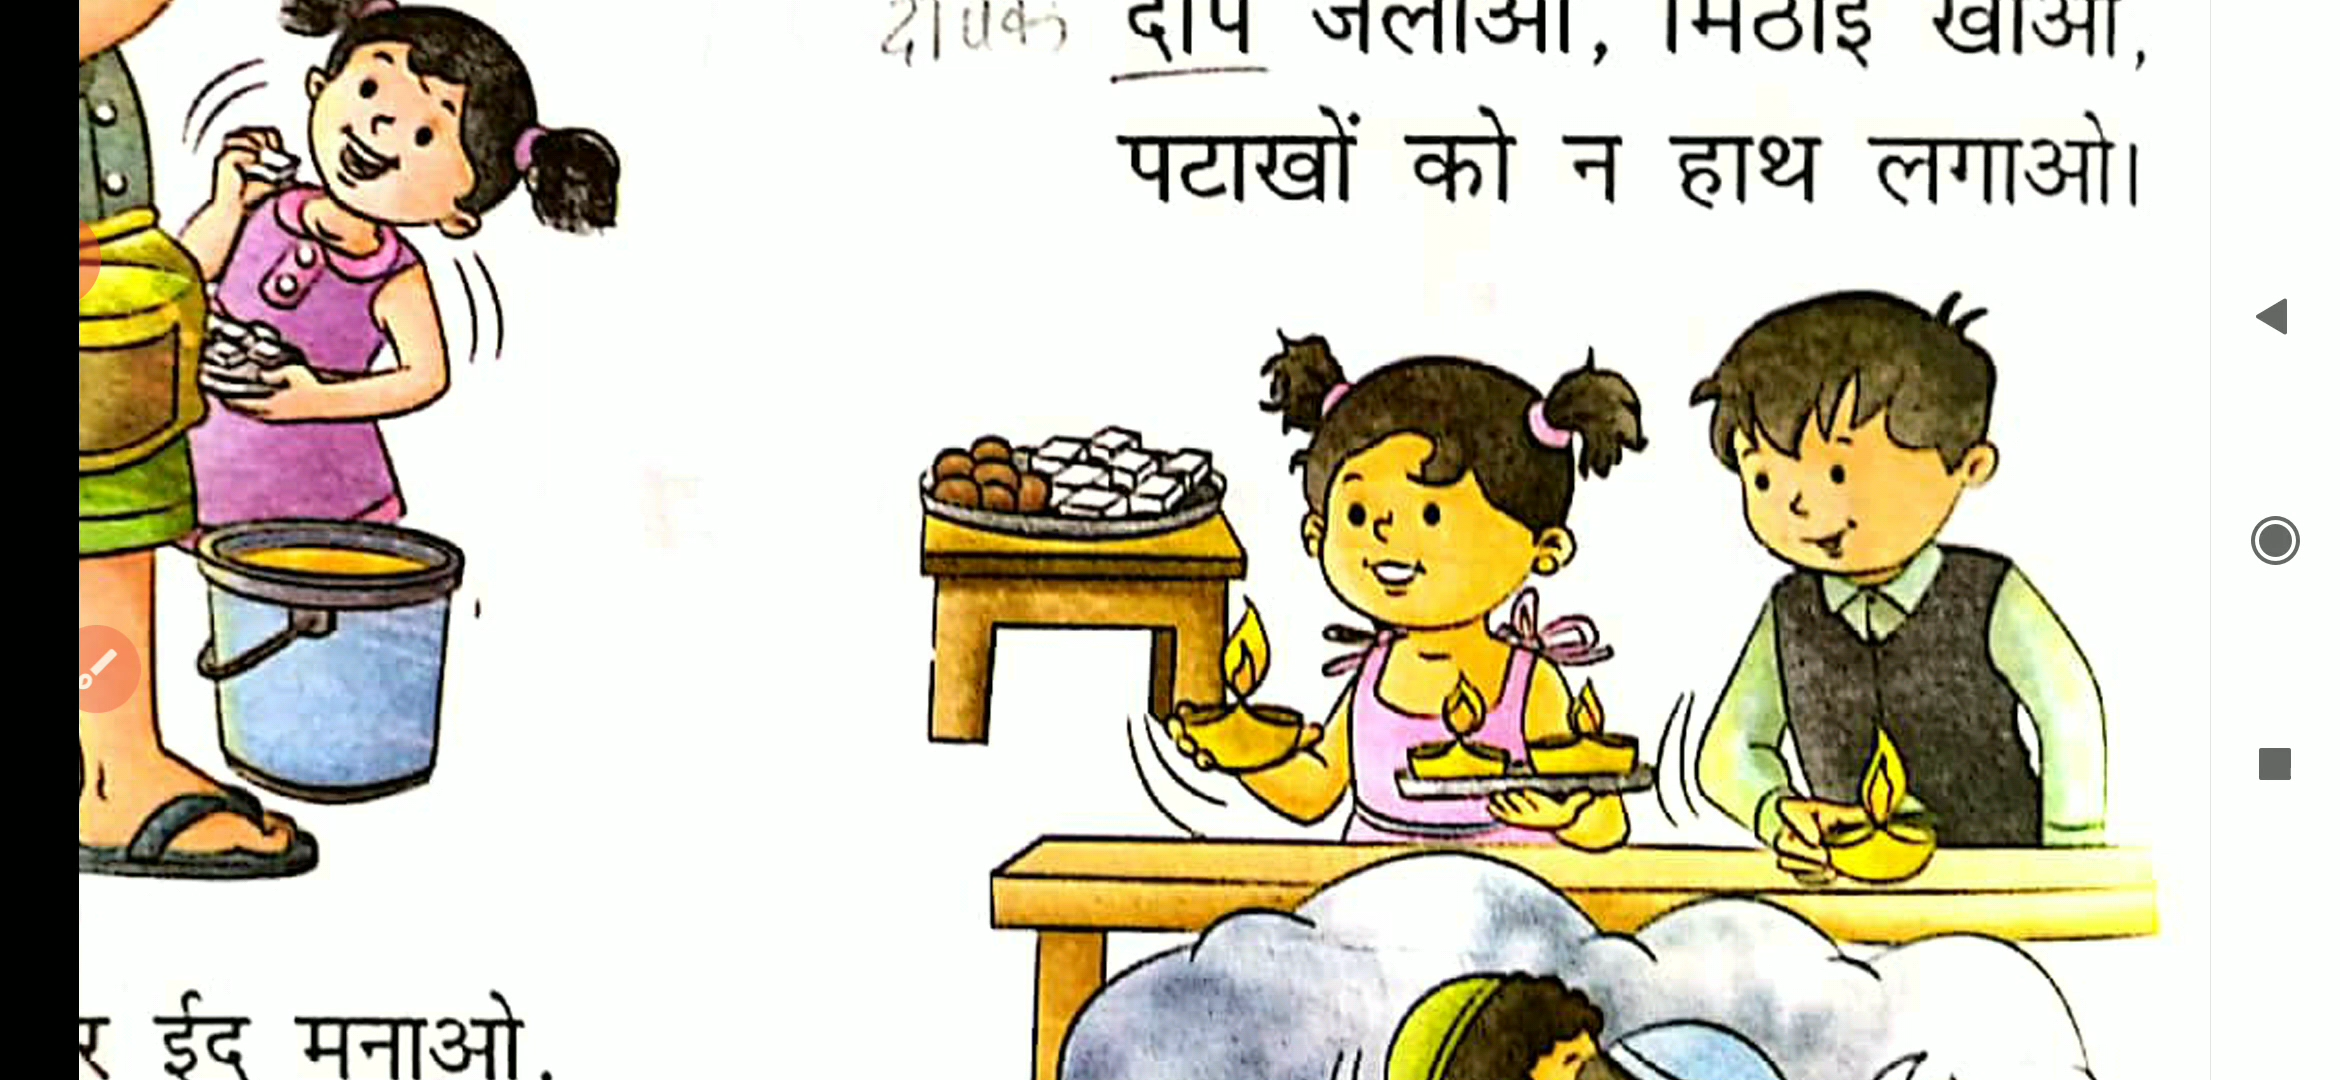 दीपक दीप जलाओ, मिठाई खाओ,
पटाखों को न हाथ लगाओ।
ईद मनाओ,